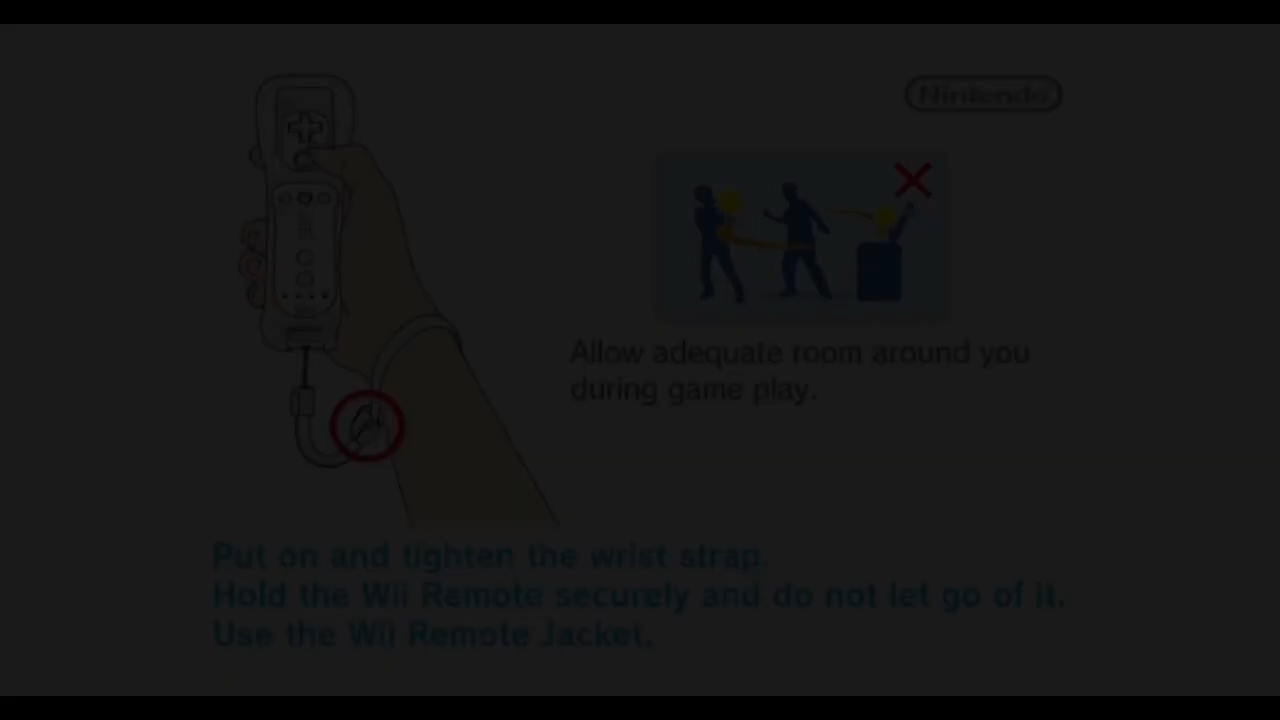 Nintendo
Allow adequate room around you
during game play.
Put on and tighten the wrist strap.
Hold the Wii Remote securely and do not let go of it.
Use the Wii Remote Jacket.